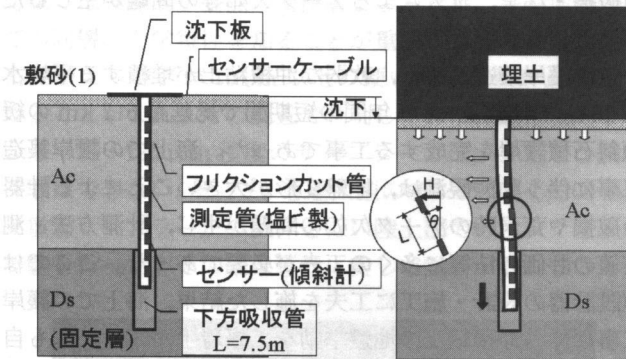 沈下板
センサーケーブル
敷砂(1)
Ac
フリクションカット管
測定管(塩ビ製)
センサー(傾斜計)
Ds
(固定層)
下方吸収管
L=7.5m
埋土
沈下
H
θ
L
Ac
Ds